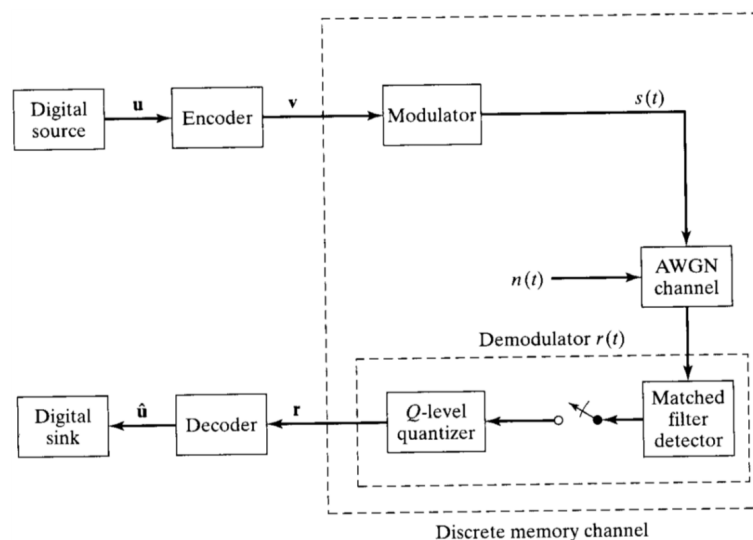 Digital
source
u
Encoder
v
Modulator
s(t)
n(t)
AWGN
channel
Demodulator r(t)
Digital
sink
û
Decoder
r
Q-level
quantizer
Matched
filter
detector
Discrete memory channel